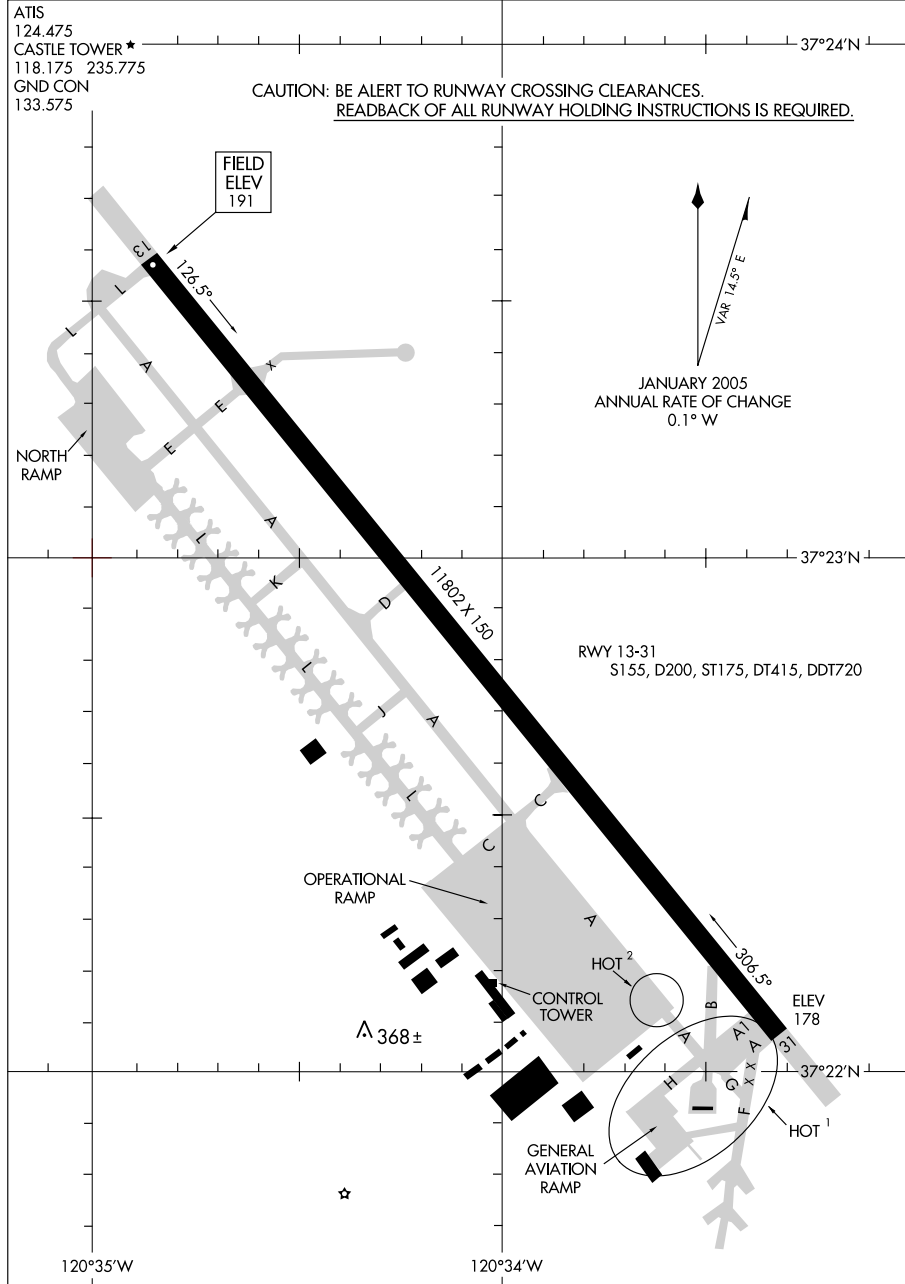 ATIS
124.475
CASTLE TOWER
118.175 235.775
GND CON
133.575
37°24'N
CAUTION: BE ALERT TO RUNWAY CROSSING CLEARANCES.
READBACK OF ALL RUNWAY HOLDING INSTRUCTIONS IS REQUIRED.
FIELD
ELEV
191
VAR 14.5° E
JANUARY 2005
ANNUAL RATE OF CHANGE
0.1° W
13
126.5°
L
L
A
X
E
E
NORTH
RAMP
A
L
K
37°23'N
D
11802 X 150
RWY 13-31
S155, D200, ST175, DT415, DDT720
L
J
A
L
C
C
OPERATIONAL
RAMP
A
HOT 2
306.5°
CONTROL
TOWER
B
ELEV
178
368±
A
A1
A
31
37°22'N
H
G
X X
X X
F
HOT 1
GENERAL
AVIATION
RAMP
120°35'W
120°34'W